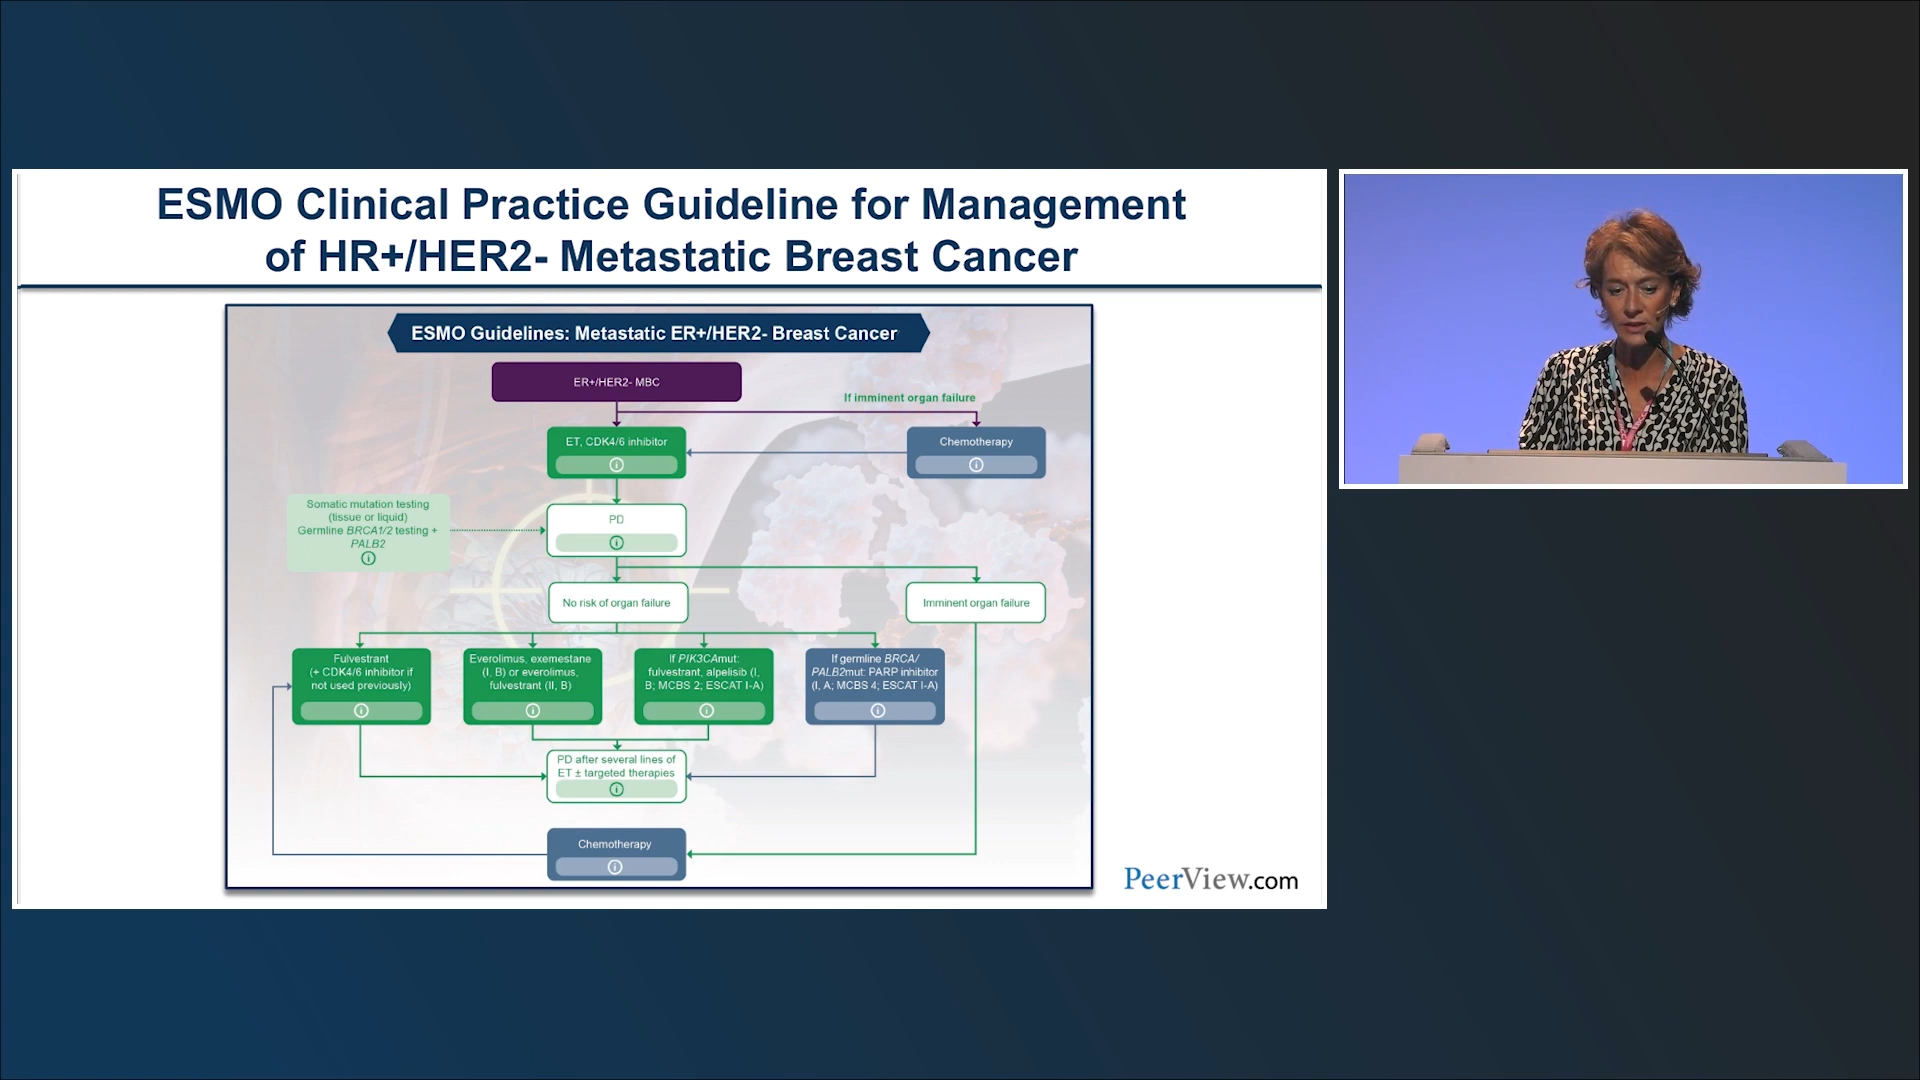 ESMO Clinical Practice Guideline for Management
of HR+/HER2- Metastatic Breast Cancer
ESMO Guidelines: Metastatic ER+/HER2- Breast Cancer
ER+/HER2- MBC
If imminent organ failure
ET, CDK4/6 inhibitor
Chemotherapy
Somatic mutation testing
(tissue or liquid)
Germline BRCA1/2 testing +
PALB2
PD
No risk of organ failure
Imminent organ failure
Fulvestrant
(+ CDK4/6 inhibitor if
not used previously)
Everolimus, exemestane
(I, B) or everolimus,
fulvestrant (II, B)
If PIK3CAmut:
fulvestrant, alpelisib (I,
B; MCBS 2; ESCAT I-A)
If germline BRCA/
PALB2mut: PARP inhibitor
(I, A; MCBS 4; ESCAT I-A)
PD after several lines of
ET ± targeted therapies
Chemotherapy
PeerView.com